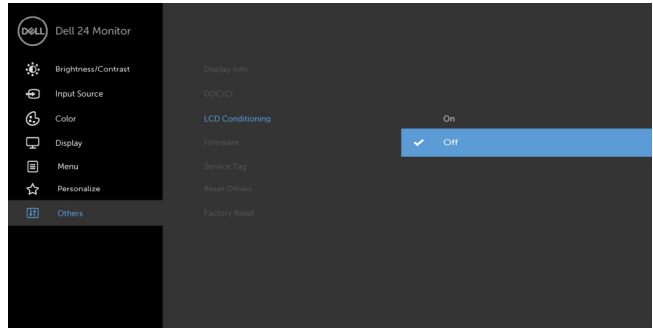 DELL Dell 24 Monitor
Brightness/Contrast
Display Info
Input Source
DDC/CI
Color
LCD Conditioning
On
Display
Firmware
Off
Menu
Service Tag
Personalize
Reset Others
Others
Factory Reset